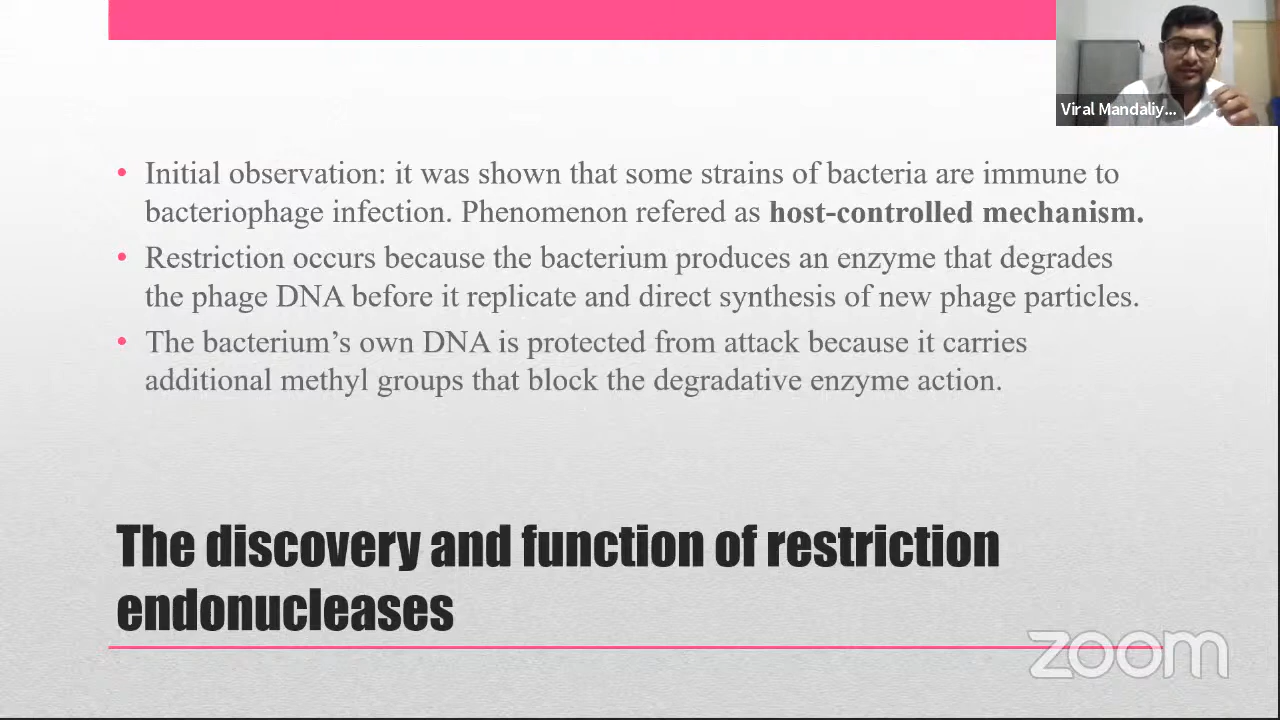 Viral Mandaliy...
• Initial observation: it was shown that some strains of bacteria are immune to
bacteriophage infection. Phenomenon refered as host-controlled mechanism.
• Restriction occurs because the bacterium produces an enzyme that degrades
the phage DNA before it replicate and direct synthesis of new phage particles.
• The bacterium’s own DNA is protected from attack because it carries
additional methyl groups that block the degradative enzyme action.
The discovery and function of restriction
endonucleases
zoom